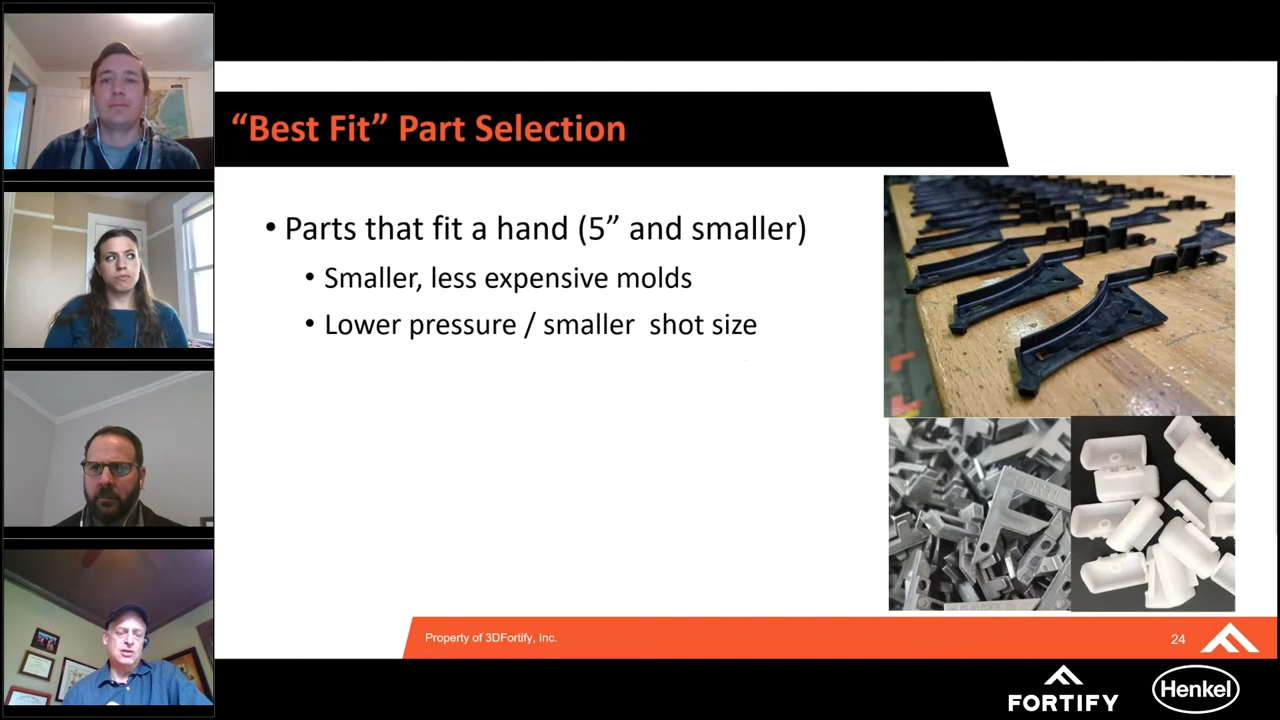 “Best Fit” Part Selection
• Parts that fit a hand (5” and smaller)
• Smaller, less expensive molds
• Lower pressure / smaller shot size
Property of 3DFortify, Inc.
24
FORTIFY
Henkel